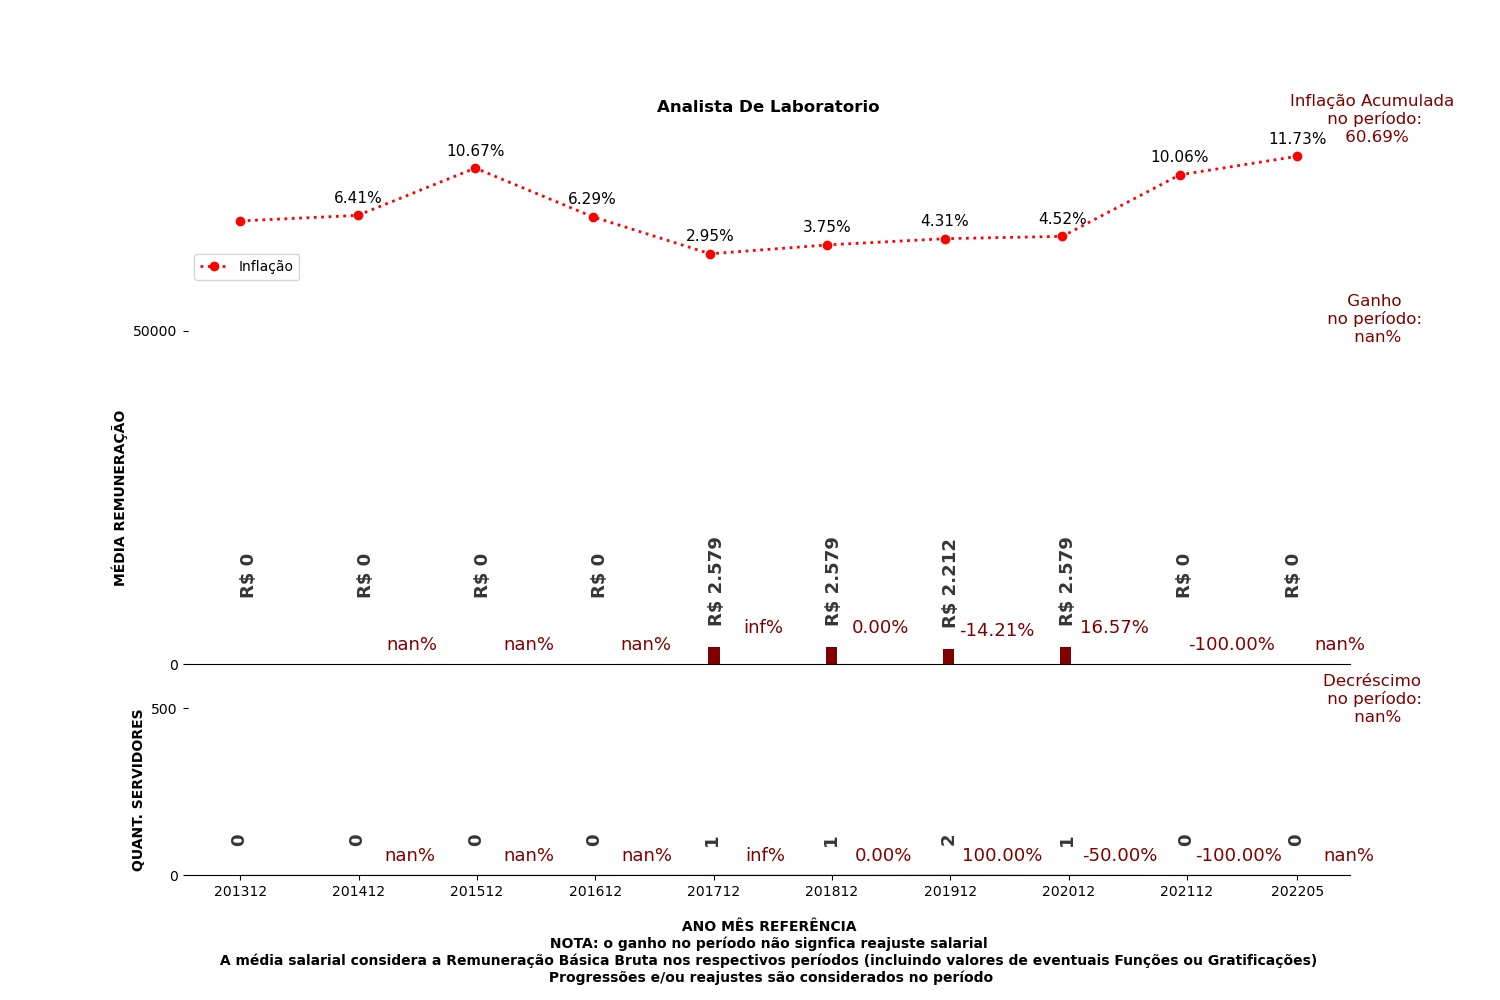 Analista De Laboratorio
Inflação Acumulada
no período:
60.69%
6.41%
10.67%
6.29%
2.95%
3.75%
4.31%
4.52%
10.06%
11.73%
Inflação
Ganho
no período:
nan%
50000
0
MÉDIA REMUNERAÇÃO
R$ 0
R$ 0
R$ 0
R$ 0
R$ 2.579
R$ 2.579
R$ 2.212
R$ 2.579
R$ 0
R$ 0
nan%
nan%
nan%
inf%
0.00%
-14.21%
16.57%
-100.00%
nan%
Decréscimo
no período:
nan%
500
0
QUANT. SERVIDORES
0
0
0
0
1
1
2
1
0
0
nan%
nan%
nan%
inf%
0.00%
100.00%
-50.00%
-100.00%
nan%
201312
201412
201512
201612
201712
201812
201912
202012
202112
202205
ANO MÊS REFERÊNCIA
NOTA: o ganho no período não signfica reajuste salarial
A média salarial considera a Remuneração Básica Bruta nos respectivos períodos (incluindo valores de eventuais Funções ou Gratificações)
Progressões e/ou reajustes são considerados no período